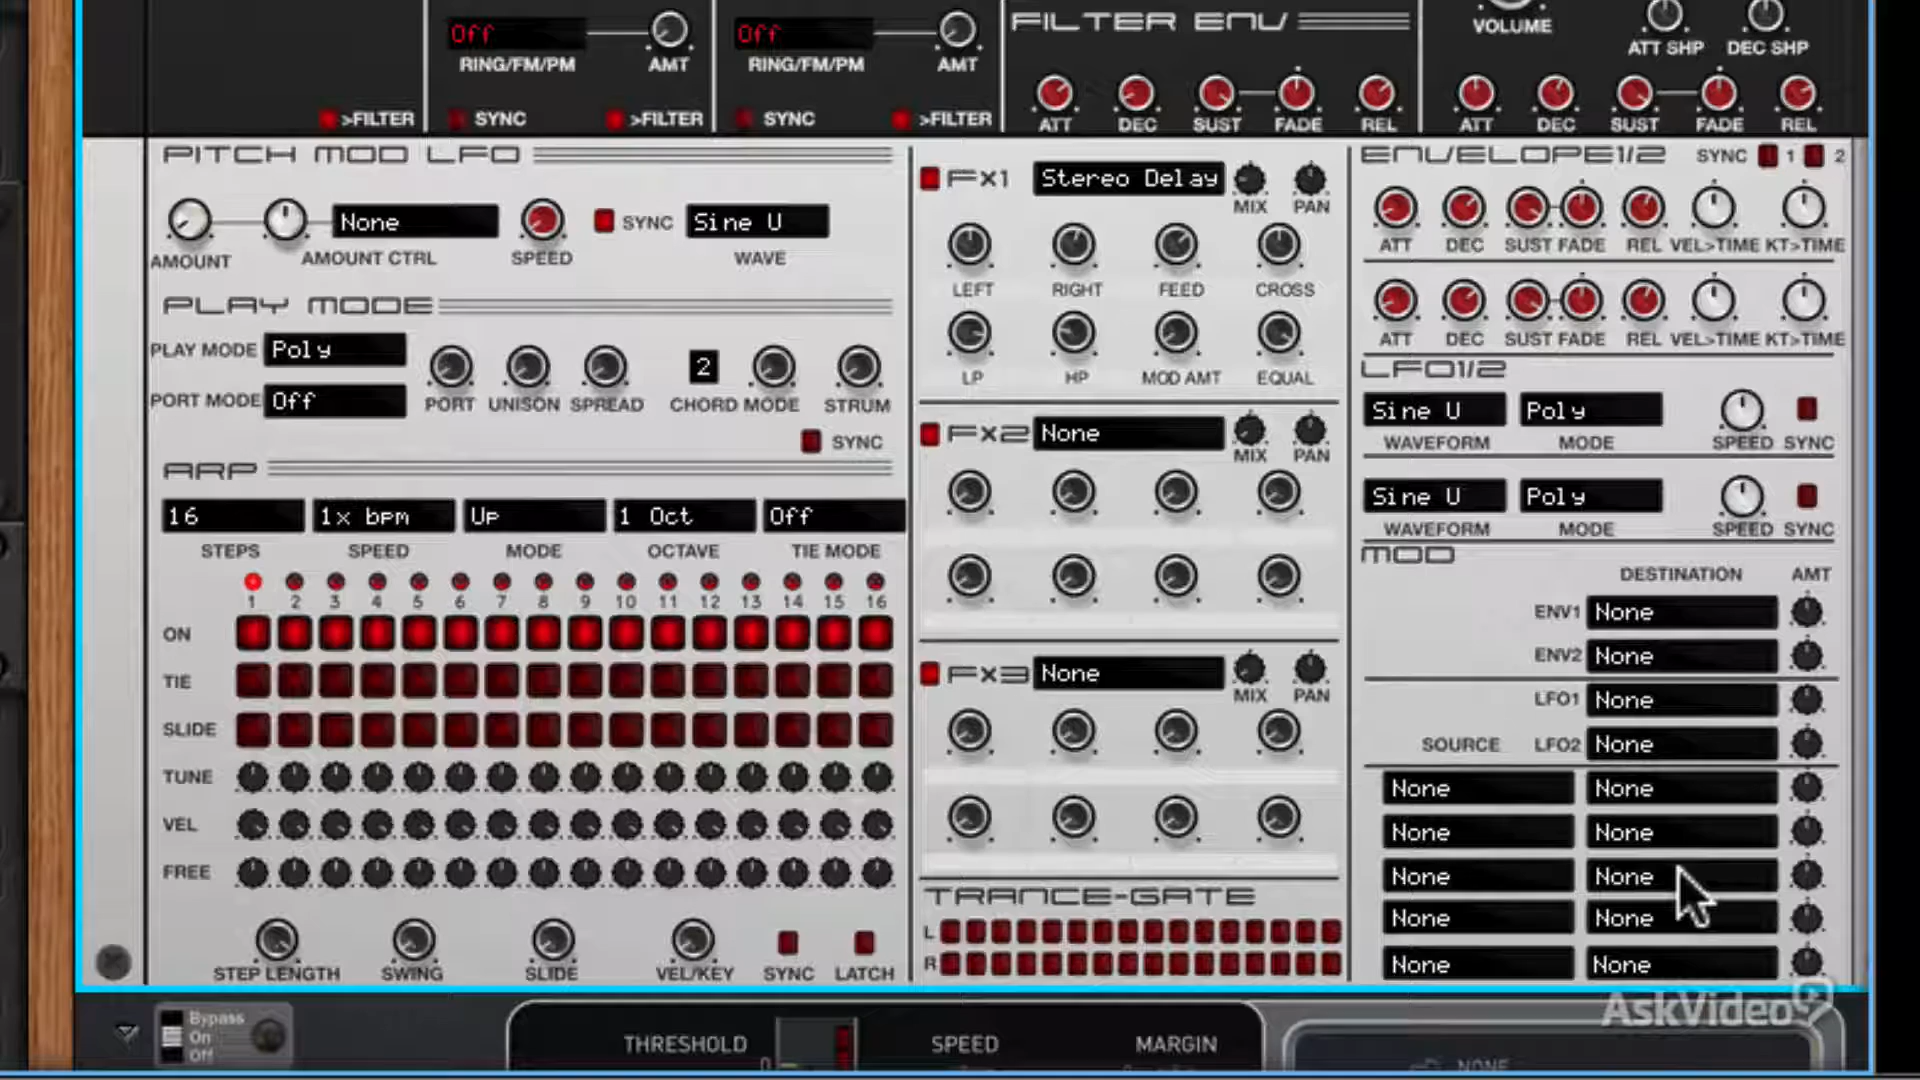 Off
RING/FM/PM
AMT
>FILTER
SYNC
>FILTER
Off
RING/FM/PM
AMT
SYNC
>FILTER
FILTER ENV
ATT DEC SUST FADE REL
VOLUME
ATT SHP DEC SHP
ATT DEC SUST FADE REL
PITCH MOD LFO
None
SYNC
Sine U
AMOUNT AMOUNT CTRL SPEED WAVE
PLAY MODE
PLAY MODE Poly
PORT MODE Off
PORT UNISON SPREAD
2
CHORD MODE STRUM
SYNC
ARP
16 1x bpm Up 1 Oct Off
STEPS SPEED MODE OCTAVE TIE MODE
1 2 3 4 5 6 7 8 9 10 11 12 13 14 15 16
ON
TIE
SLIDE
TUNE
VEL
FREE
STEP LENGTH SWING SLIDE VEL/KEY SYNC LATCH
FX1 Stereo Delay
MIX PAN
LEFT RIGHT FEED CROSS
LP HP MOD AMT EQUAL
FX2 None
MIX PAN
FX3 None
MIX PAN
TRANCE-GATE
L
R
ENVELOPE1/2 SYNC 1 2
ATT DEC SUST FADE REL VEL>TIME KT>TIME
ATT DEC SUST FADE REL VEL>TIME KT>TIME
LFO1/2
Sine U Poly
WAVEFORM MODE SPEED SYNC
Sine U Poly
WAVEFORM MODE SPEED SYNC
MOD
DESTINATION AMT
ENV1 None
ENV2 None
LFO1 None
SOURCE LFO2 None
None None
None None
None None
None None
None None
AskVideo
Bypass
On
Off
THRESHOLD
0
SPEED
MARGIN
NONE